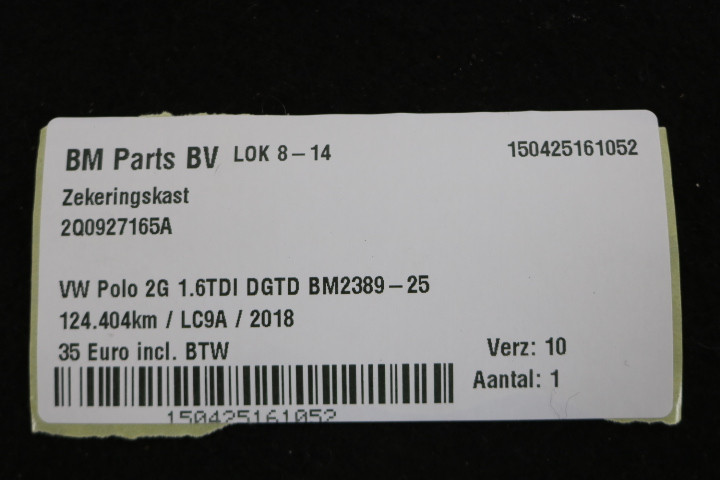 BM Parts BV LOK 8-14 150425161052
Zekeringskast
2Q0927165A
VW Polo 2G 1.6TDI DGTD BM2389-25
124.404km / LC9A / 2018
35 Euro incl. BTW Verz: 10
Aantal: 1
150425161052